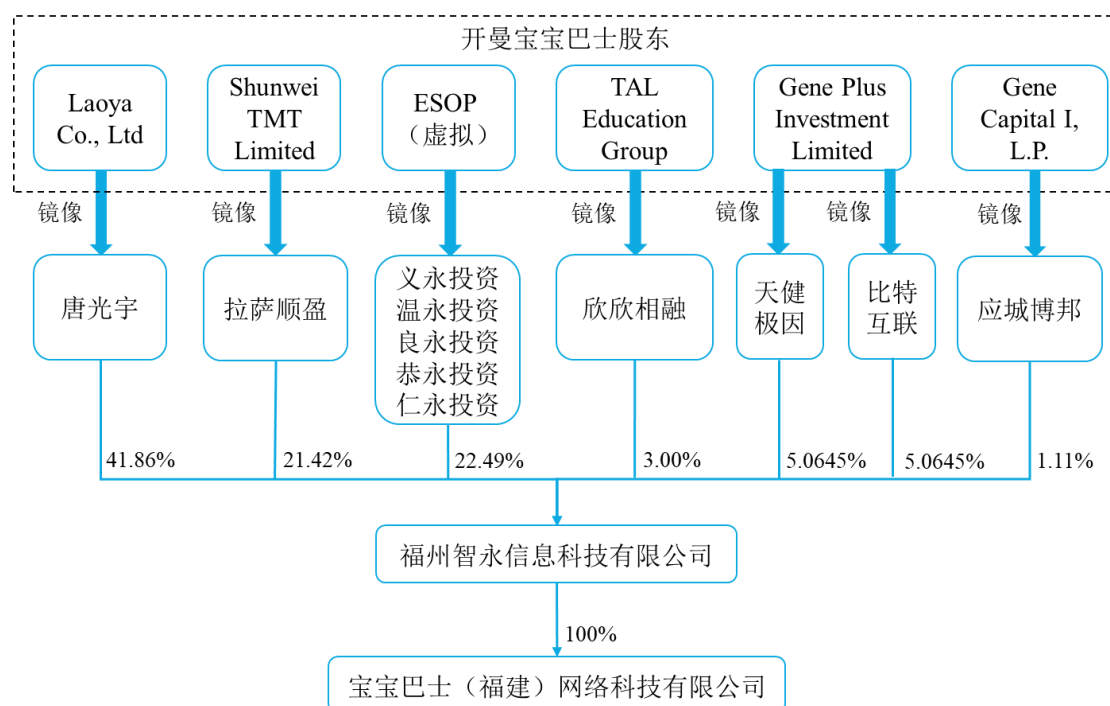 开曼宝宝巴士股东
Laoya
Co., Ltd
Shunwei
TMT
Limited
ESOP
（虚拟）
TAL
Education
Group
Gene Plus
Investment
Limited
Gene
Capital I,
L.P.
镜像
镜像
镜像
镜像
镜像
镜像
镜像
唐光宇
拉萨顺盈
义永投资
温永投资
良永投资
恭永投资
仁永投资
欣欣相融
天健
极因
比特
互联
应城博邦
41.86%
21.42%
22.49%
3.00%
5.0645%
5.0645%
1.11%
福州智永信息科技有限公司
100%
宝宝巴士（福建）网络科技有限公司